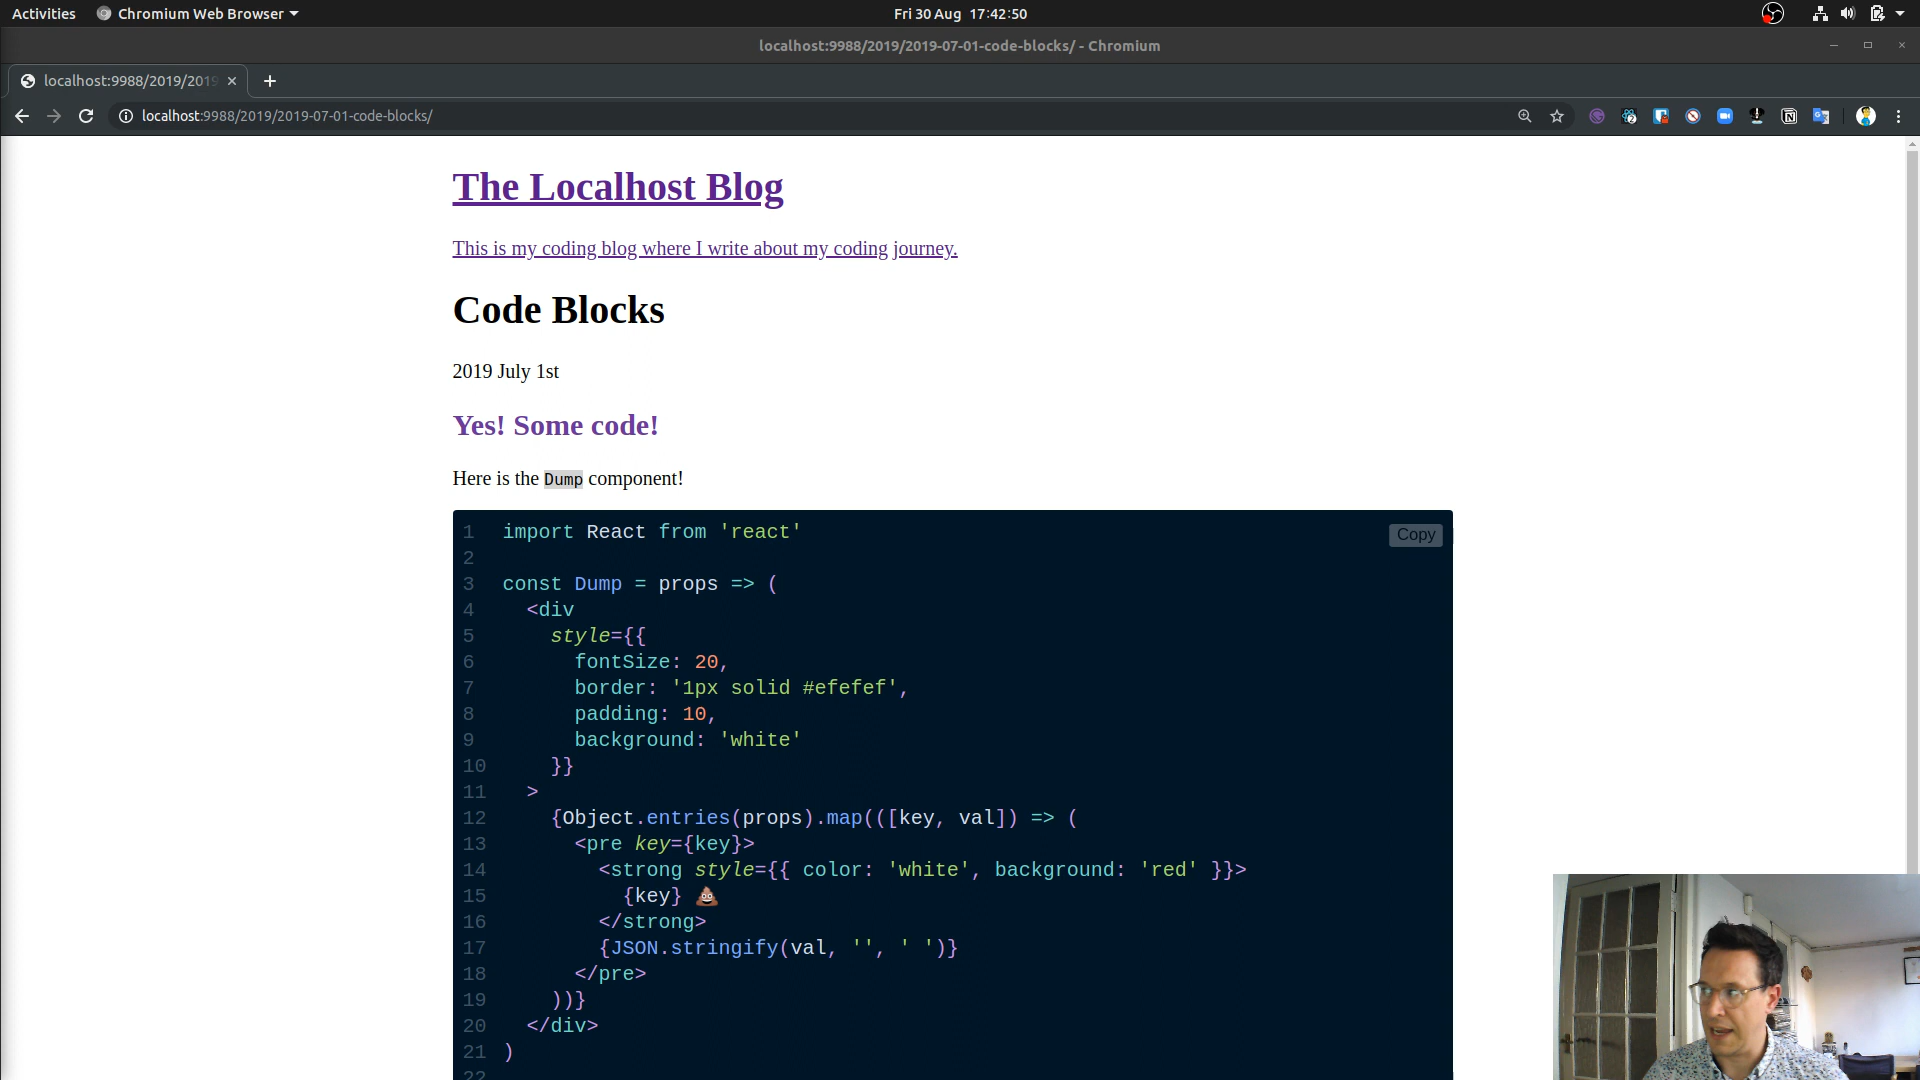 Activities Chromium Web Browser Fri 30 Aug 17:42:50
localhost:9988/2019/2019-07-01-code-blocks/ - Chromium
localhost:9988/2019/2019
localhost:9988/2019/2019-07-01-code-blocks/
The Localhost Blog
This is my coding blog where I write about my coding journey.
Code Blocks
2019 July 1st
Yes! Some code!
Here is the Dump component!
Copy
1 import React from 'react'
2
3 const Dump = props => (
4 <div
5 style={{
6 fontSize: 20,
7 border: '1px solid #efefef',
8 padding: 10,
9 background: 'white'
10 }}
11 >
12 {Object.entries(props).map(([key, val]) => (
13 <pre key={key}>
14 <strong style={{ color: 'white', background: 'red' }}>
15 {key} 💩
16 </strong>
17 {JSON.stringify(val, '', ' ')}
18 </pre>
19 ))}
20 </div>
21 )
22